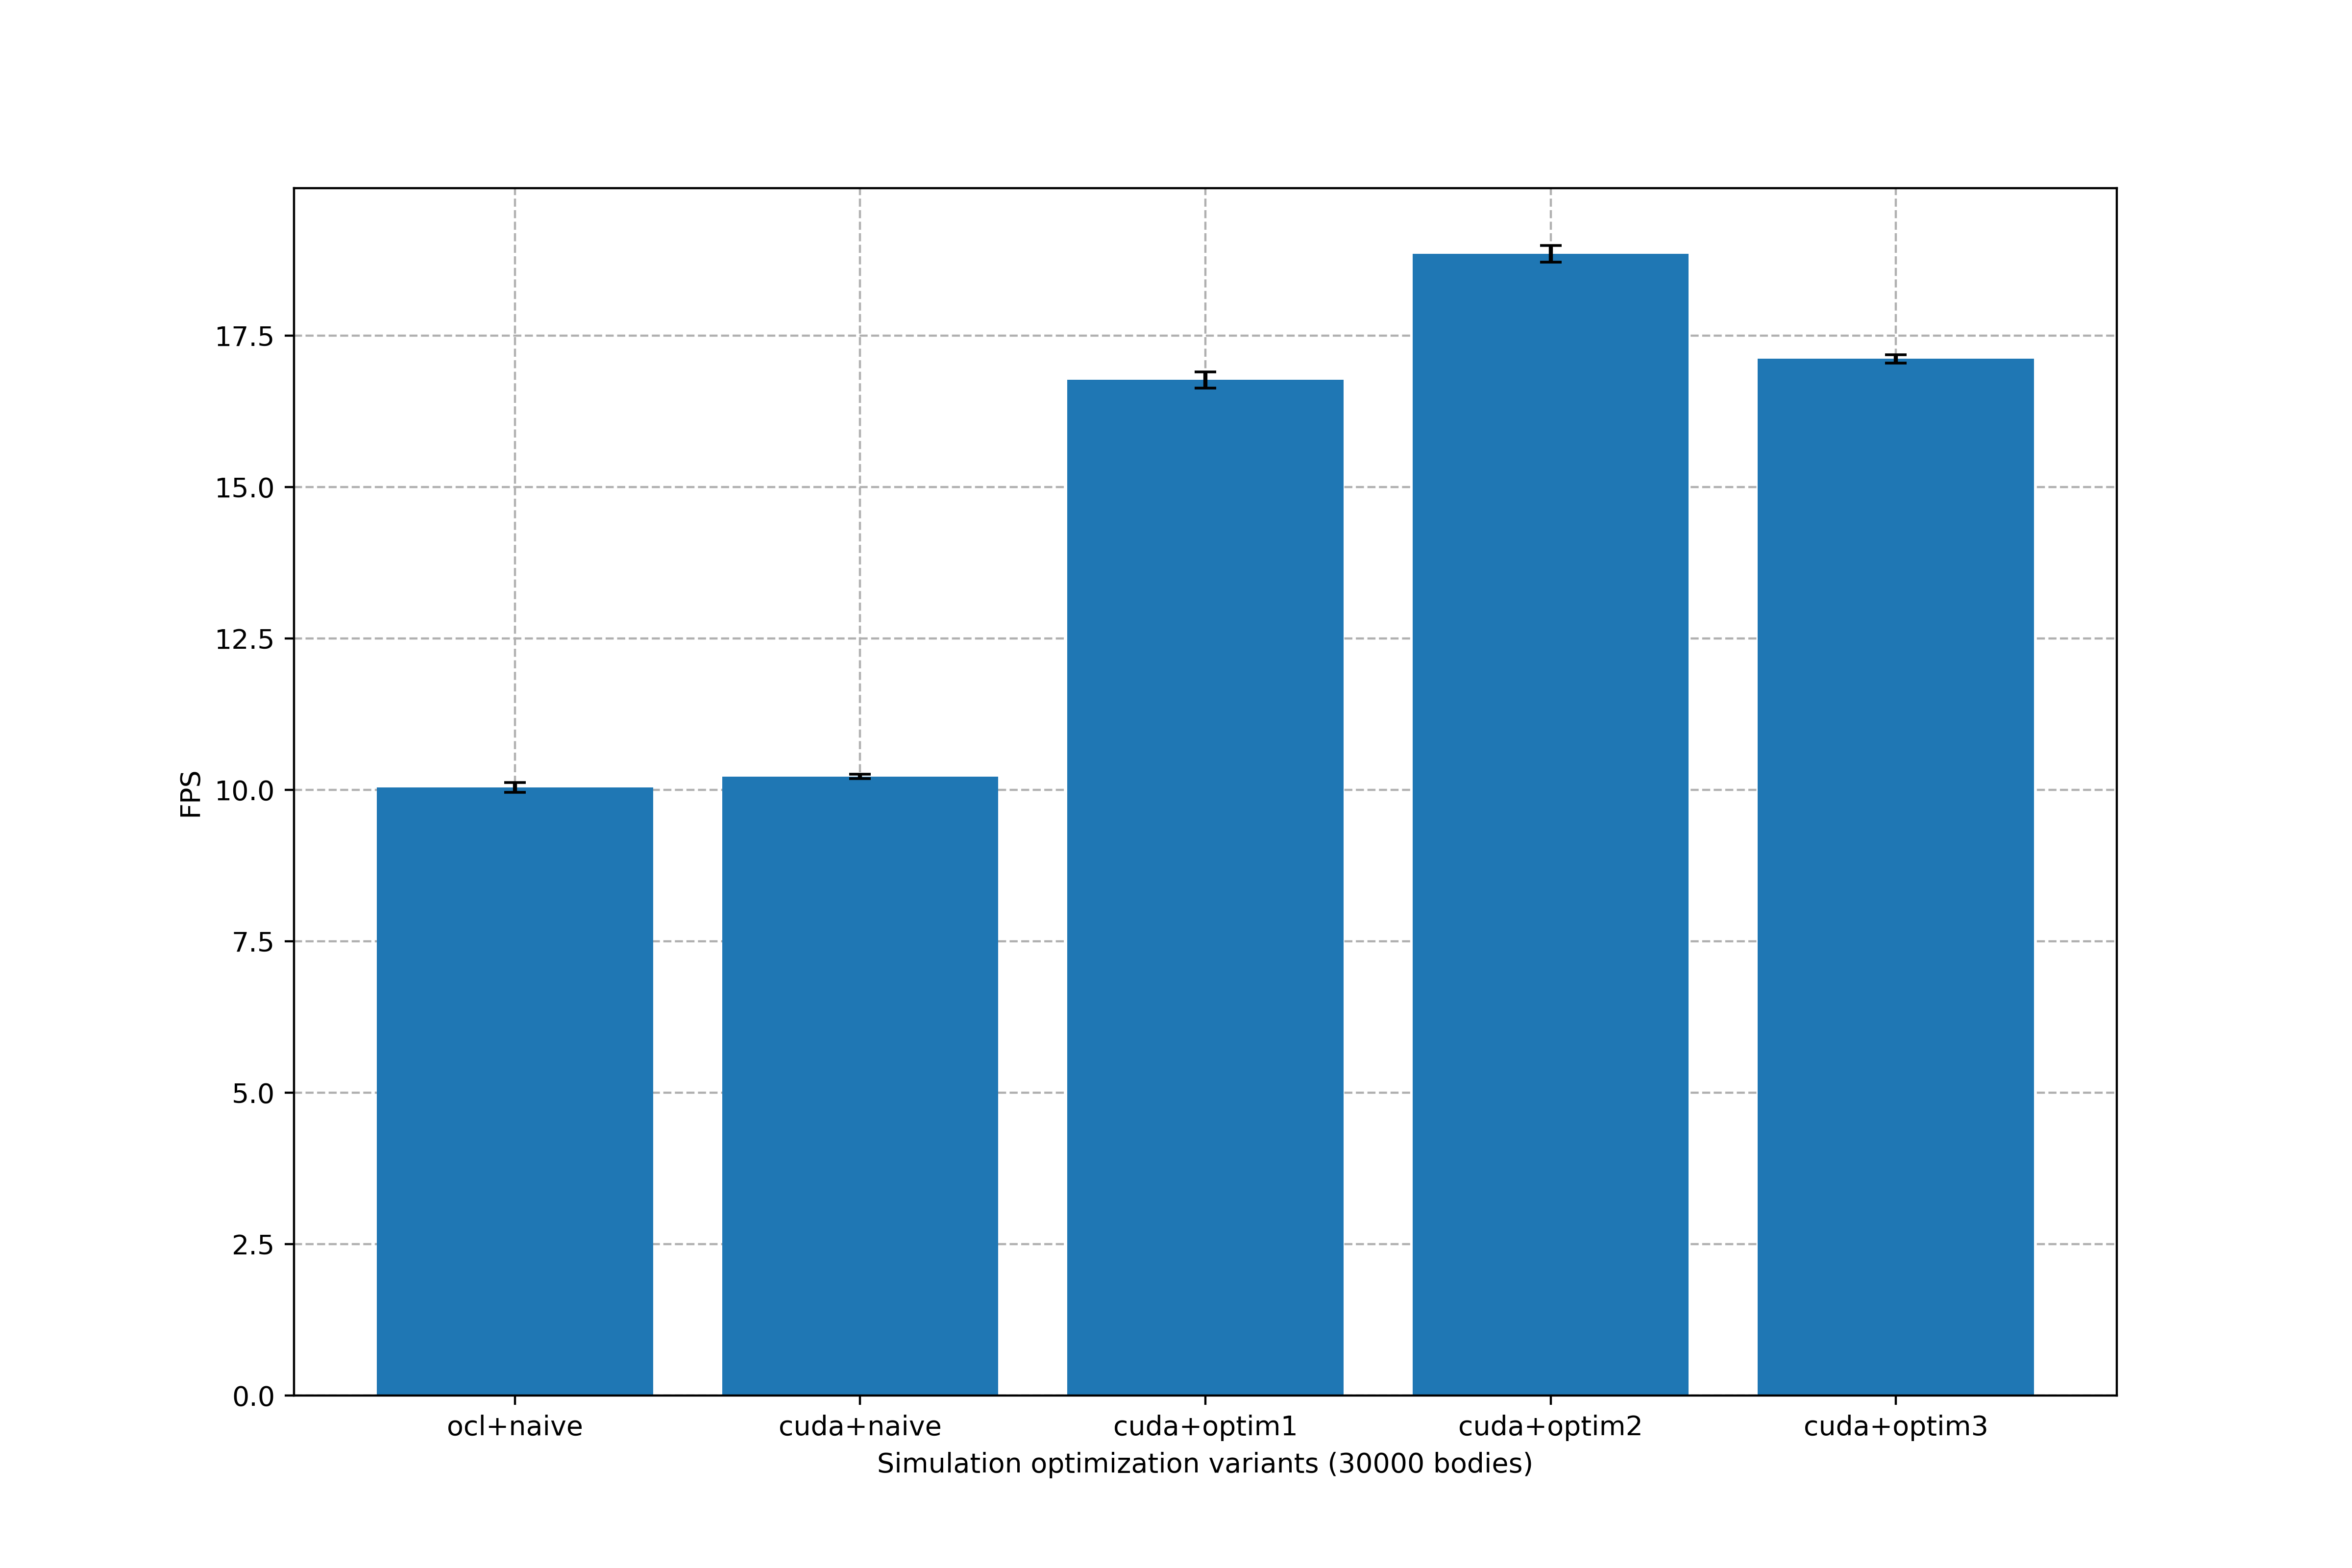 17.5
15.0
12.5
10.0
7.5
5.0
2.5
0.0
FPS
ocl+naive cuda+naive cuda+optim1 cuda+optim2 cuda+optim3
Simulation optimization variants (30000 bodies)